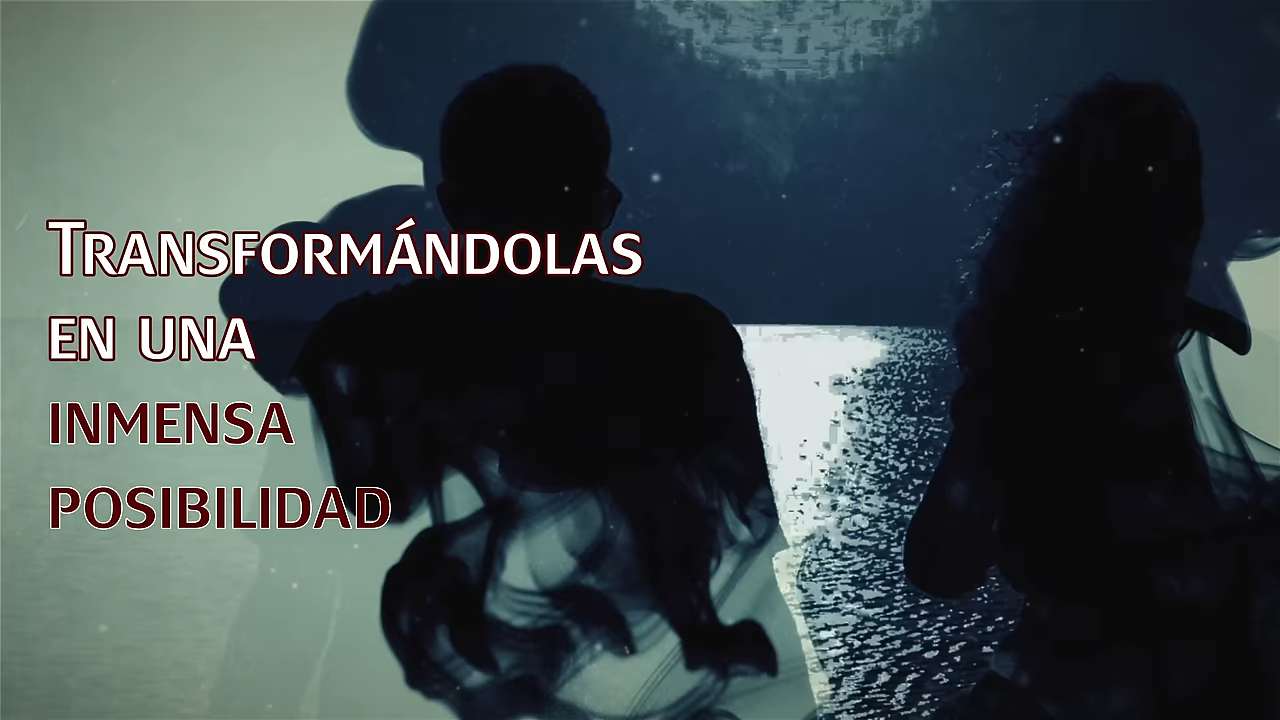 Transformándolas
en una
inmensa
posibilidad